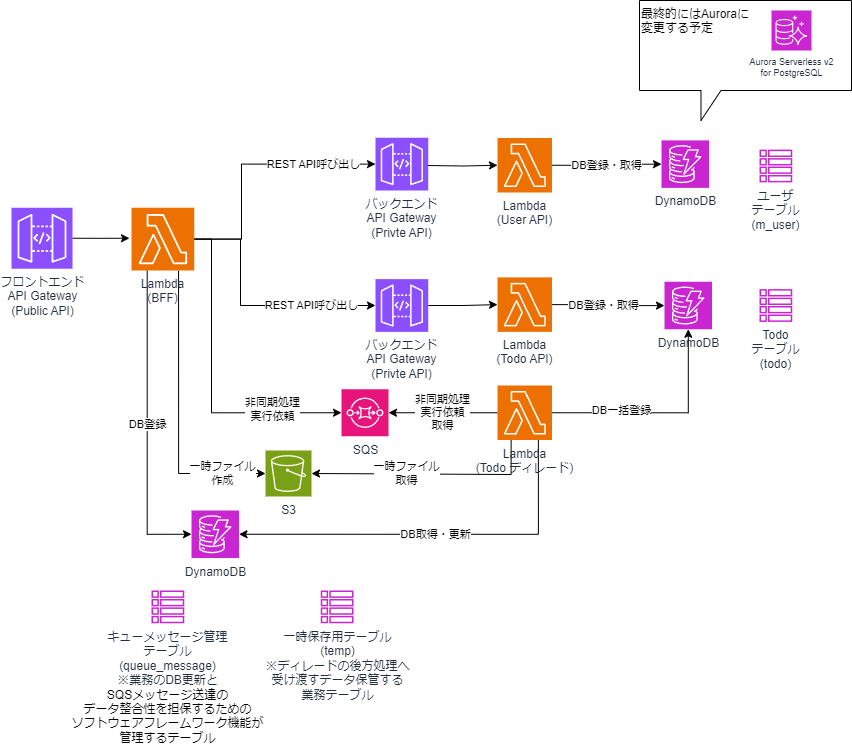 最終的にはAuroraに
変更する予定
Aurora Serverless v2
for PostgreSQL
REST API呼び出し
バックエンド
API Gateway
(Privte API)
Lambda
(User API)
DB登録・取得
DynamoDB
ユーザ
テーブル
(m_user)
フロントエンド
API Gateway
(Public API)
Lambda
(BFF)
REST API呼び出し
バックエンド
API Gateway
(Privte API)
Lambda
(Todo API)
DB登録・取得
DynamoDB
Todo
テーブル
(todo)
DB登録
非同期処理
実行依頼
SQS
非同期処理
実行依頼
取得
Lambda
(Todo ディレード)
DB一括登録
一時ファイル
作成
S3
一時ファイル
取得
DynamoDB
DB取得・更新
キューメッセージ管理
テーブル
(queue_message)
※業務のDB更新と
SQSメッセージ送達の
データ整合性を担保するための
ソフトウェアフレームワーク機能が
管理するテーブル
一時保存用テーブル
(temp)
※ディレードの後方処理へ
受け渡すデータ保管する
業務テーブル